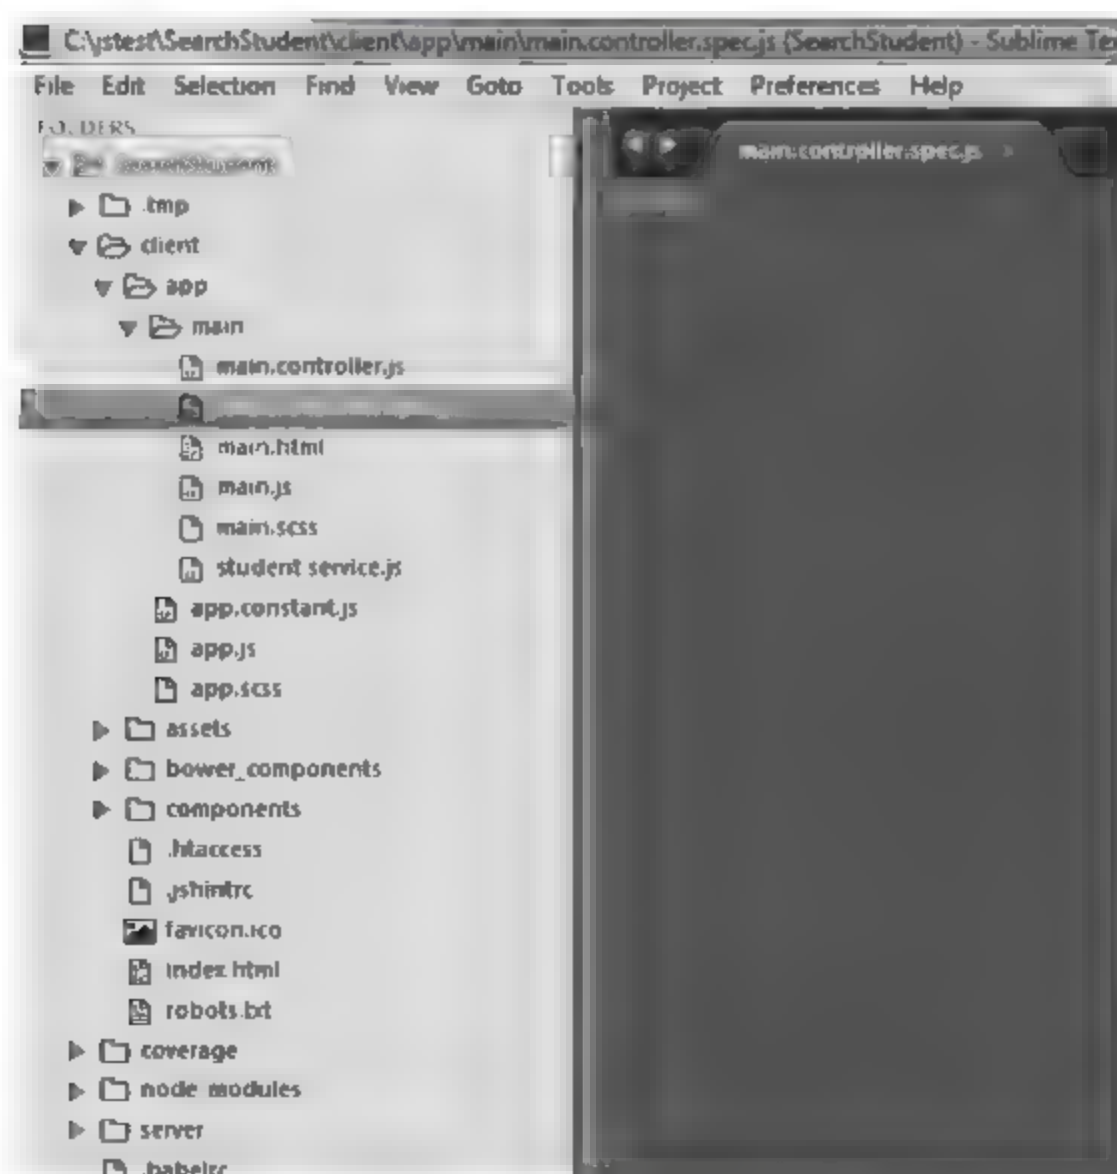 C:\ystest\SearchStudent\client\app\main\main.controller.spec.js (SearchStudent) - Sublime Te
File Edit Selection Find View Goto Tools Project Preferences Help
FOLDERS
main.controller.spec.js x
.tmp
client
app
main
main.controller.js
main.html
main.js
main.scss
student.service.js
app.constant.js
app.js
app.scss
assets
bower_components
components
.htaccess
.jshintrc
favicon.ico
index.html
robots.txt
coverage
node_modules
server
.babelrc